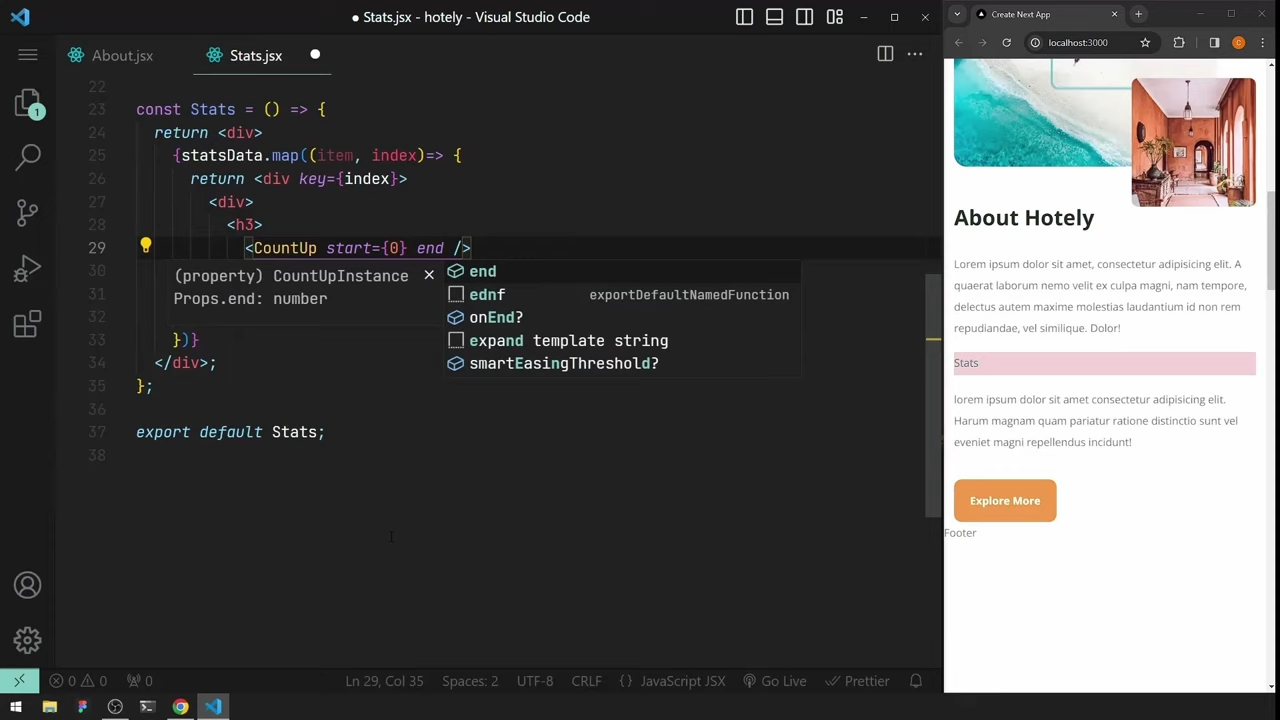 Stats.jsx - hotely - Visual Studio Code
About.jsx
Stats.jsx
1
22
23 const Stats = () => {
24 return <div>
25 {statsData.map((item, index)=> {
26 return <div key={index}>
27 <div>
28 <h3>
29 <CountUp start={0} end />
30
(property) CountUpInstance
Props.end: number
end
ednf exportDefaultNamedFunction
onEnd?
expand template string
smartEasingThreshold?
31
32
33 })}
34 </div>;
35 };
36
37 export default Stats;
38
0 0 0
Ln 29, Col 35 Spaces: 2 UTF-8 CRLF {} JavaScript JSX Go Live Prettier
Create Next App
localhost:3000
C
About Hotely
Lorem ipsum dolor sit amet, consectetur adipisicing elit. A
quaerat laborum nemo velit ex culpa magni, nam tempore,
delectus autem maxime molestias laudantium id non rem
repudiandae, vel similique. Dolor!
Stats
lorem ipsum dolor sit amet consectetur adipisicing elit.
Harum magnam quam pariatur ratione distinctio sunt vel
eveniet magni repellendus incidunt!
Explore More
Footer